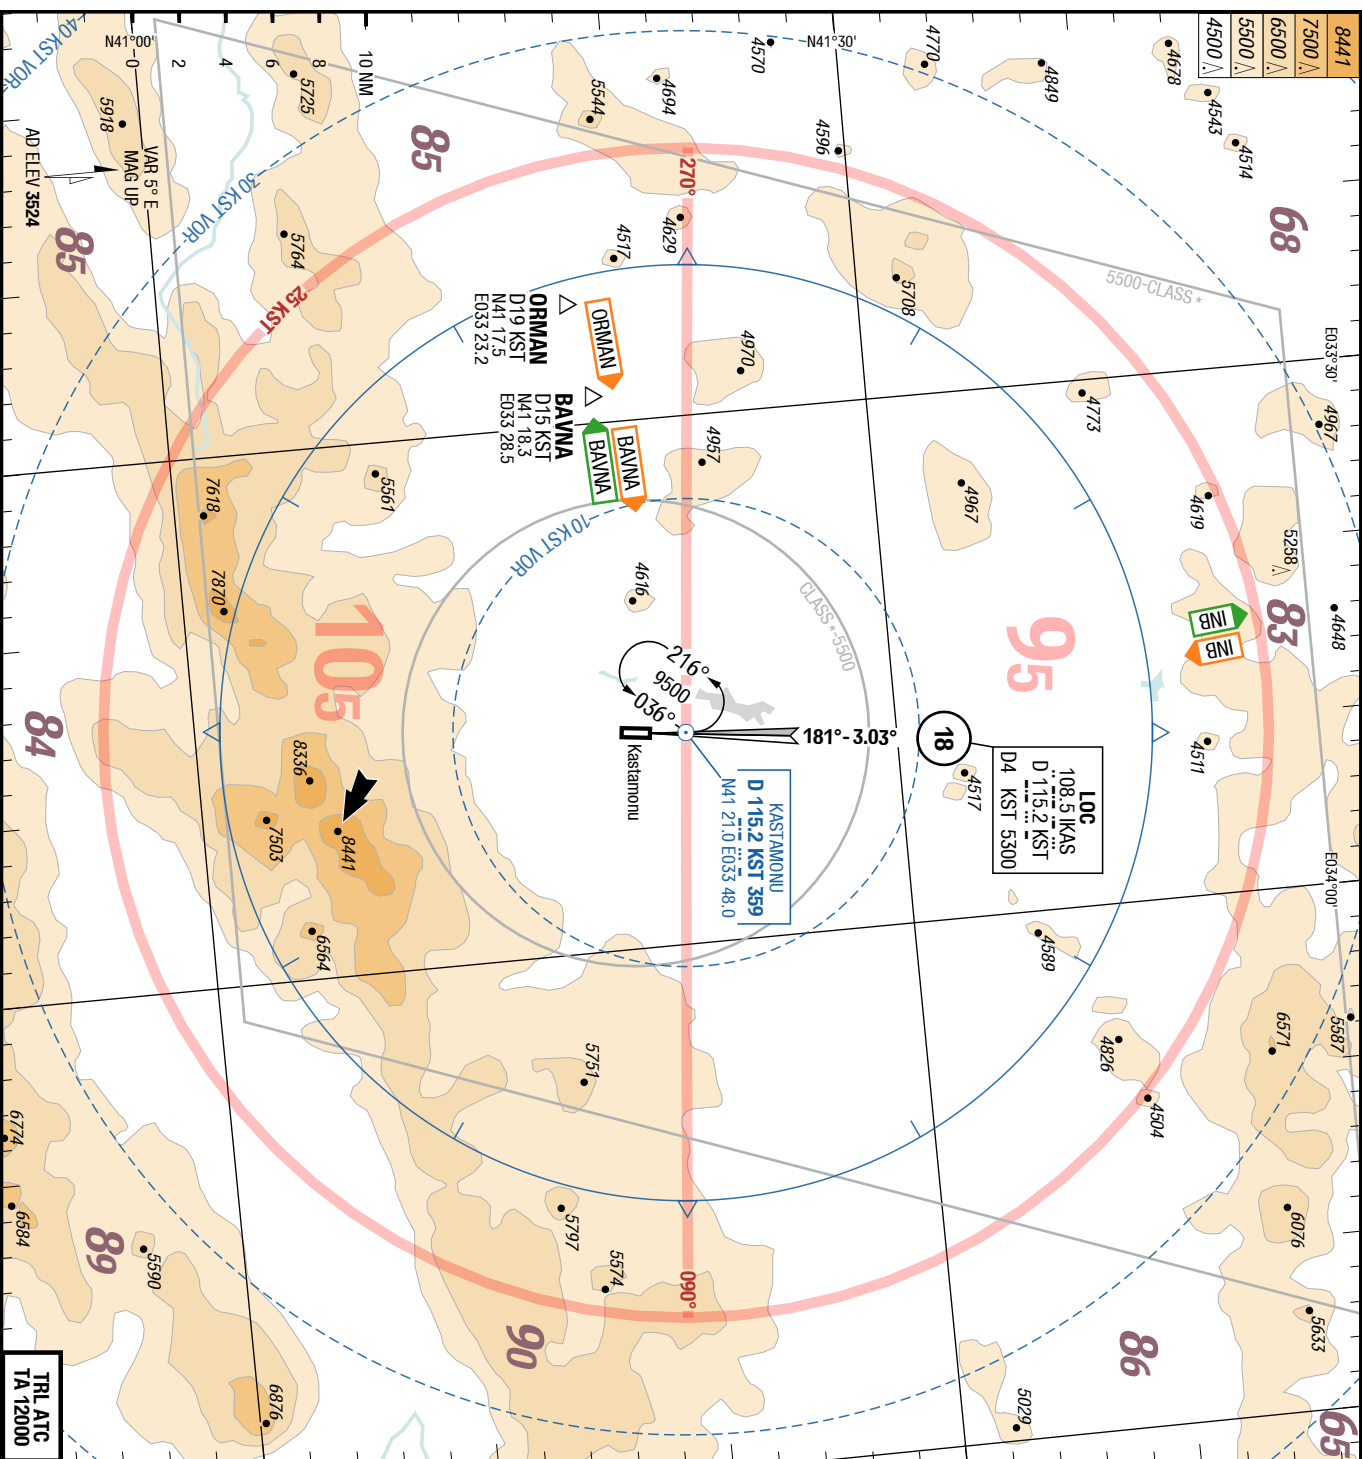 8441
7500
6500
5500
4500
N41°00'
0
2
4
6
8
10 NM
40 KST VOR
30 KST VOR
10 KST VOR
25 KST
VAR 5° E
MAG UP
AD ELEV 3524
N41°30'
E033°30'
E034°00'
5500-CLASS *
CLASS *-5500
270°
090°
85
85
84
89
90
86
65
83
68
105
95
5918
5725
5764
5544
4694
4570
4770
4849
4678
4543
4514
4596
4629
4517
5708
4970
4957
4773
4967
4967
4619
5258
4648
4511
4616
5561
7618
7870
8336
7503
8441
6564
4517
4589
4826
4504
6571
5587
6076
5633
5029
5751
5797
5574
5590
6774
6584
6876
ORMAN
ORMAN
D19 KST
N41 17.5
E033 23.2
BAVNA
BAVNA
BAVNA
D15 KST
N41 18.3
E033 28.5
INB
INB
216°
9500
036°
181°-3.03°
18
Kastamonu
LOC
108.5 IKAS
D 115.2 KST
D4 KST 5300
KASTAMONU
D 115.2 KST 359
N41 21.0 E033 48.0
TRL ATC
TA 12000